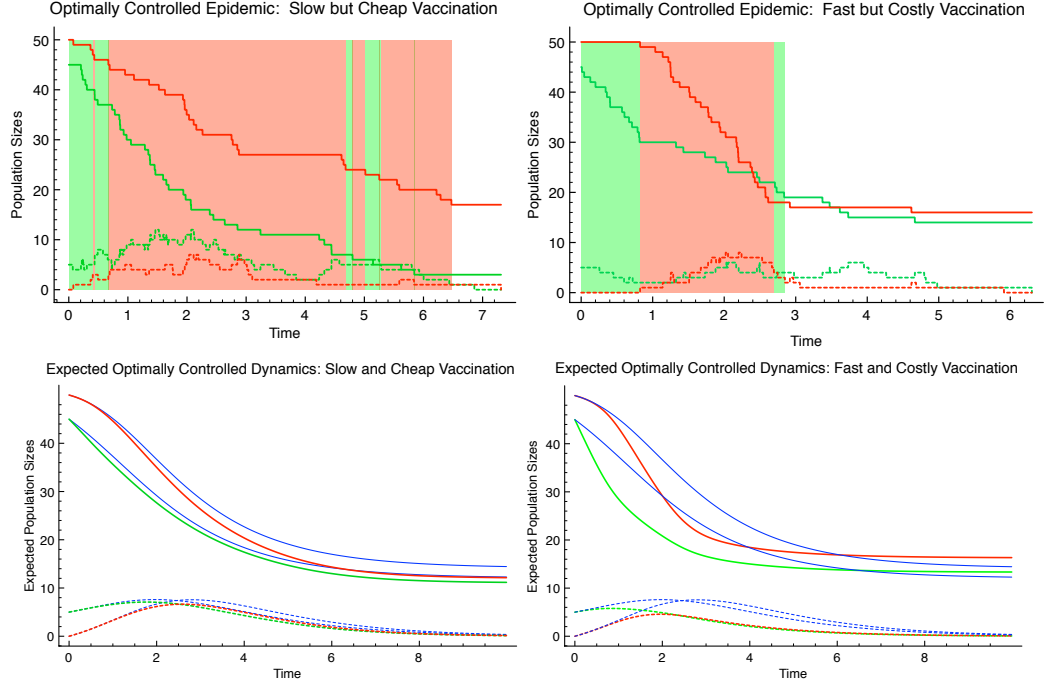 Optimally Controlled Epidemic: Slow but Cheap Vaccination
50
40
30
20
10
0
Population Sizes
0 1 2 3 4 5 6 7
Time
Optimally Controlled Epidemic: Fast but Costly Vaccination
50
40
30
20
10
0
Population Sizes
0 1 2 3 4 5 6
Time
Expected Optimally Controlled Dynamics: Slow and Cheap Vaccination
40
30
20
10
0
Expected Population Sizes
0 2 4 6 8
Time
Expected Optimally Controlled Dynamics: Fast and Costly Vaccination
40
30
20
10
0
Expected Population Sizes
0 2 4 6 8
Time